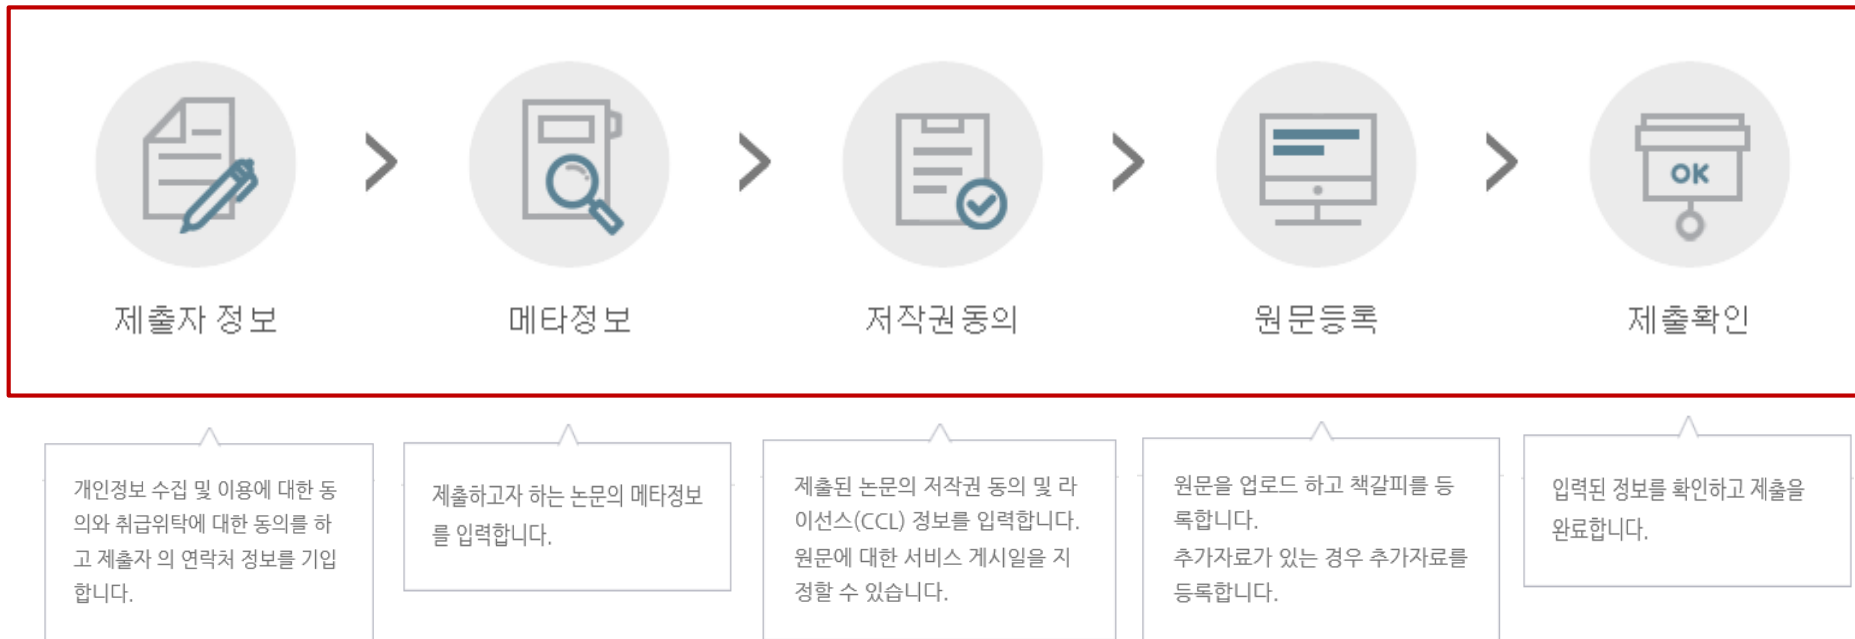 OK
제출자 정보
메타정보
저작권동의
원문등록
제출확인
개인정보 수집 및 이용에 대한 동
의와 취급위탁에 대한 동의를 하
고 제출자 의 연락처 정보를 기입
합니다.
제출하고자 하는 논문의 메타정보
를 입력합니다.
제출된 논문의 저작권 동의 및 라
이선스(CCL) 정보를 입력합니다.
원문에 대한 서비스 게시일을 지
정할 수 있습니다.
원문을 업로드 하고 책갈피를 등
록합니다.
추가자료가 있는 경우 추가자료를
등록합니다.
입력된 정보를 확인하고 제출을
완료합니다.